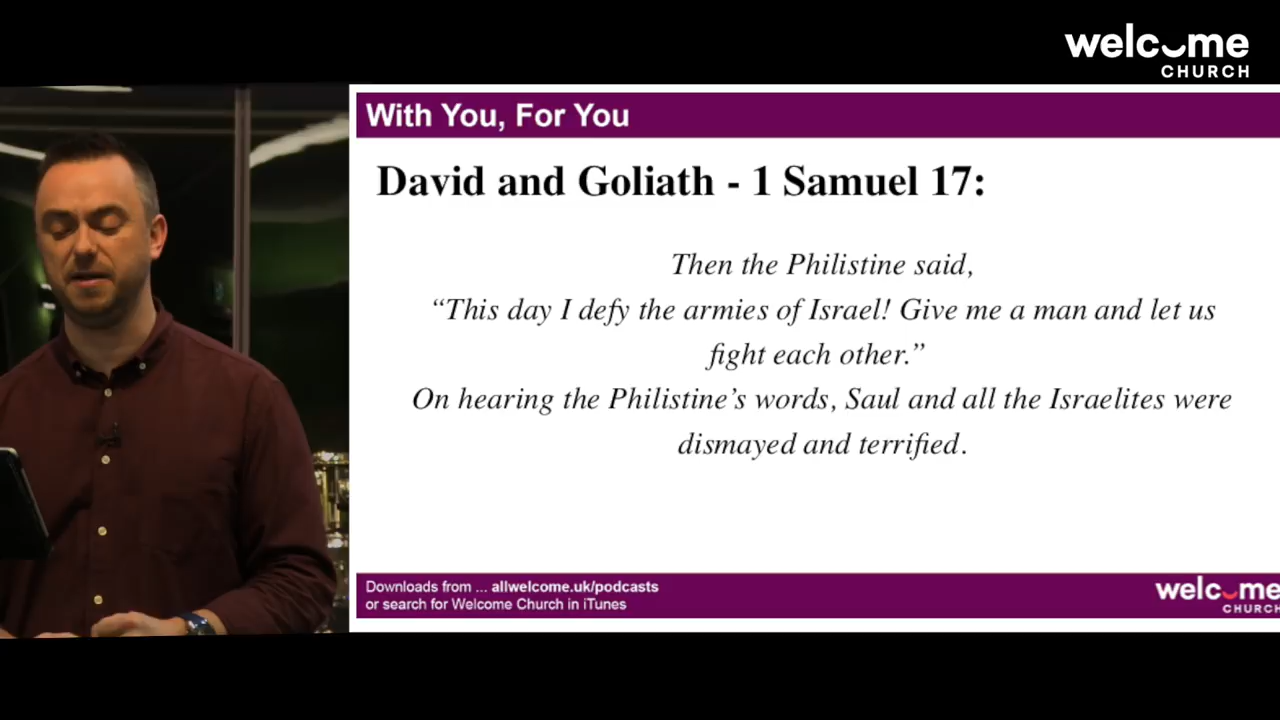 welcome
CHURCH
With You, For You
David and Goliath - 1 Samuel 17:
Then the Philistine said,
“This day I defy the armies of Israel! Give me a man and let us
fight each other.”
On hearing the Philistine’s words, Saul and all the Israelites were
dismayed and terrified.
Downloads from ... allwelcome.uk/podcasts
or search for Welcome Church in iTunes
welcome
CHURCH